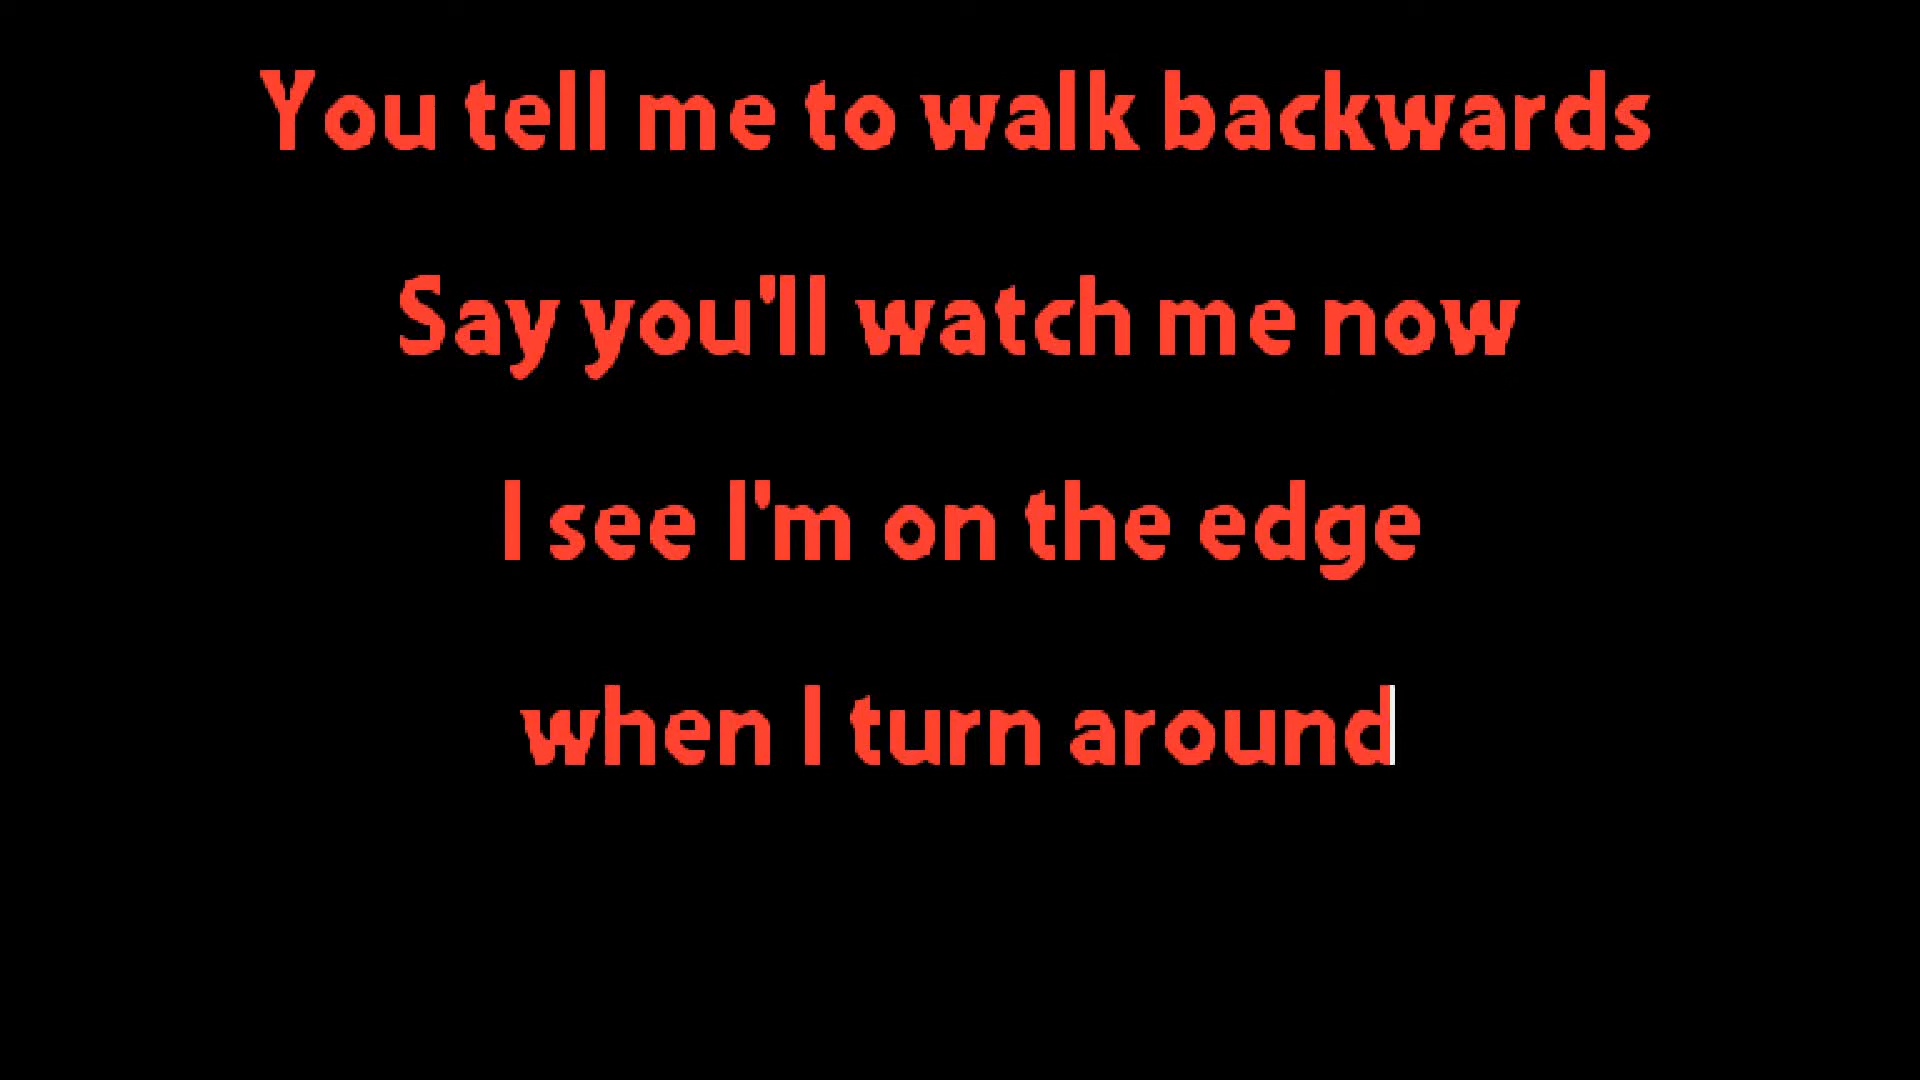 You tell me to walk backwards
Say you'll watch me now
I see I'm on the edge
when I turn around